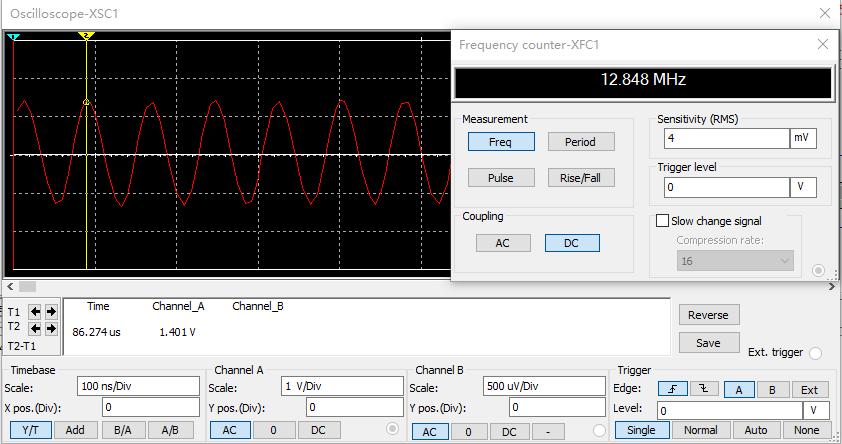 Oscilloscope-XSC1
1
2
Frequency counter-XFC1
12.848 MHz
Measurement
Freq
Period
Pulse
Rise/Fall
Sensitivity (RMS)
4
mV
Trigger level
0
V
Coupling
AC
DC
Slow change signal
Compression rate:
16
T1
T2
T2-T1
Time
Channel_A
Channel_B
86.274 us
1.401 V
Reverse
Save
Ext. trigger
Timebase
Scale:
100 ns/Div
X pos.(Div):
0
Y/T
Add
B/A
A/B
Channel A
Scale:
1 V/Div
Y pos.(Div):
0
AC
0
DC
Channel B
Scale:
500 uV/Div
Y pos.(Div):
0
AC
0
DC
-
Trigger
Edge:
A
B
Ext
Level:
0
V
Single
Normal
Auto
None